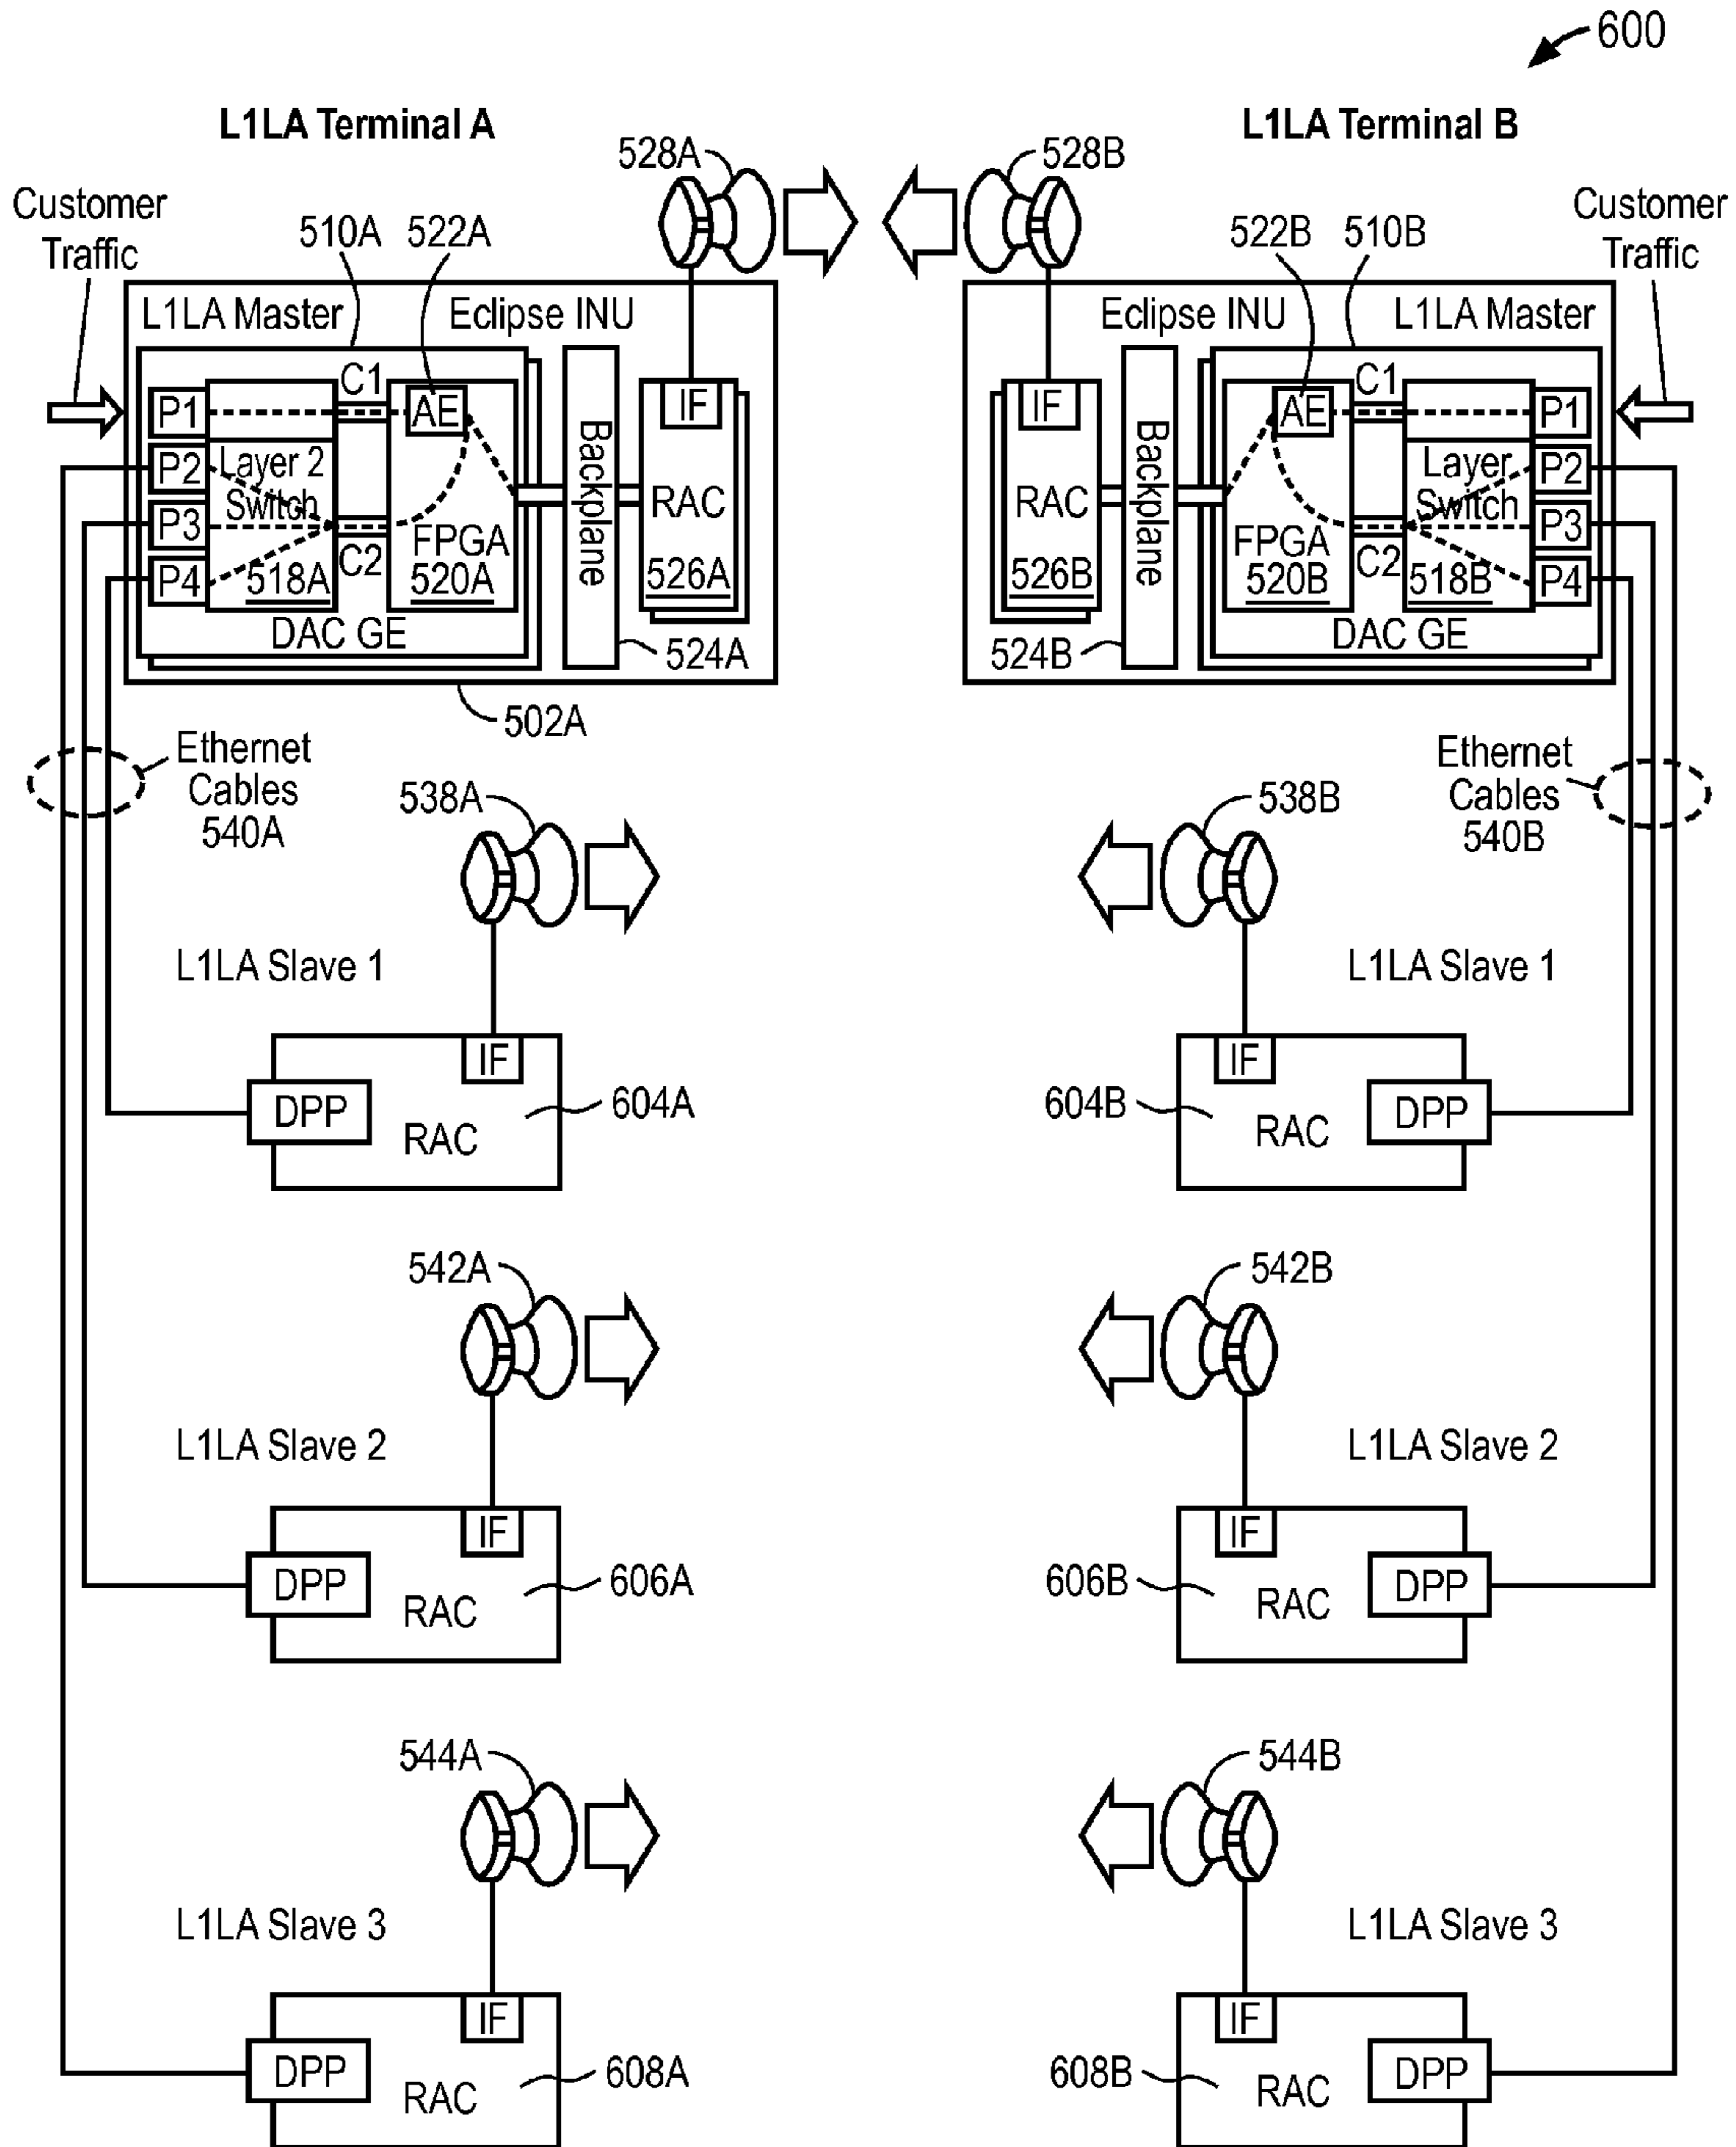 600
L1LA Terminal A
L1LA Terminal B
528A
528B
Customer
Traffic
510A
522A
522B
510B
Customer
Traffic
L1LA Master
Eclipse INU
Eclipse INU
L1LA Master
P1
P2
P3
P4
Layer 2
Switch
518A
C1
C2
AE
FPGA
520A
DAC GE
Backplane
IF
RAC
526A
524A
502A
IF
RAC
526B
Backplane
524B
AE
FPGA
520B
C1
C2
Layer
Switch
518B
P1
P2
P3
P4
DAC GE
Ethernet
Cables
540A
Ethernet
Cables
540B
538A
538B
L1LA Slave 1
L1LA Slave 1
IF
DPP
RAC
604A
604B
IF
RAC
DPP
542A
542B
L1LA Slave 2
L1LA Slave 2
IF
DPP
RAC
606A
606B
IF
RAC
DPP
544A
544B
L1LA Slave 3
L1LA Slave 3
IF
DPP
RAC
608A
608B
IF
RAC
DPP